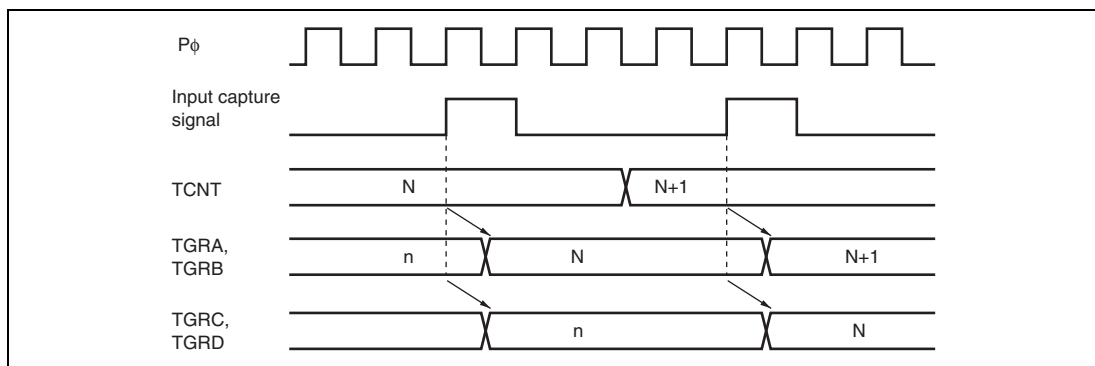 Pϕ
Input capture
signal
TCNT
N
N+1
TGRA,
TGRB
n
N
N+1
TGRC,
TGRD
n
N